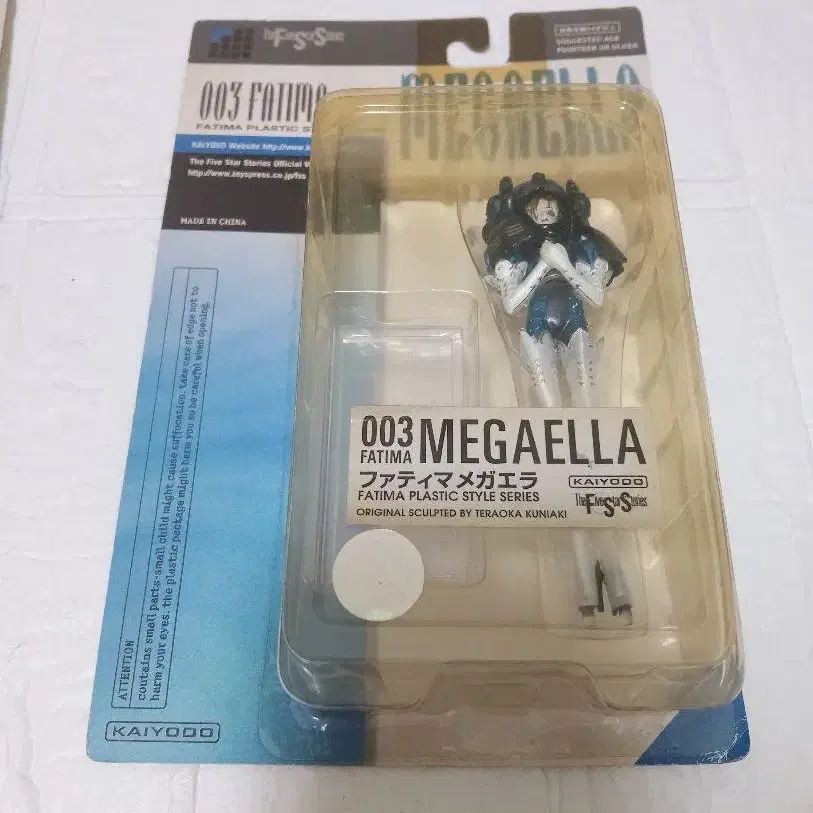 The Five Star Stories
SUGGESTED AGE
FOURTEEN OR OLDER
003 FATIMA
MEGAELLA
FATIMA PLASTIC
KAIYODO Website http://www.
The Five Star Stories Official
http://www.toyspress.co.jp/fss
MADE IN CHINA
ATTENTION
contains small parts-small child might cause suffocation. take care of edge not to
harm your eyes. the plastic package might harm you so be careful when opening.
003
FATIMA
MEGAELLA
ファティマ メガエラ
FATIMA PLASTIC STYLE SERIES
KAIYODO
The Five Star Stories
ORIGINAL SCULPTED BY TERAOKA KUNIAKI
KAIYODO